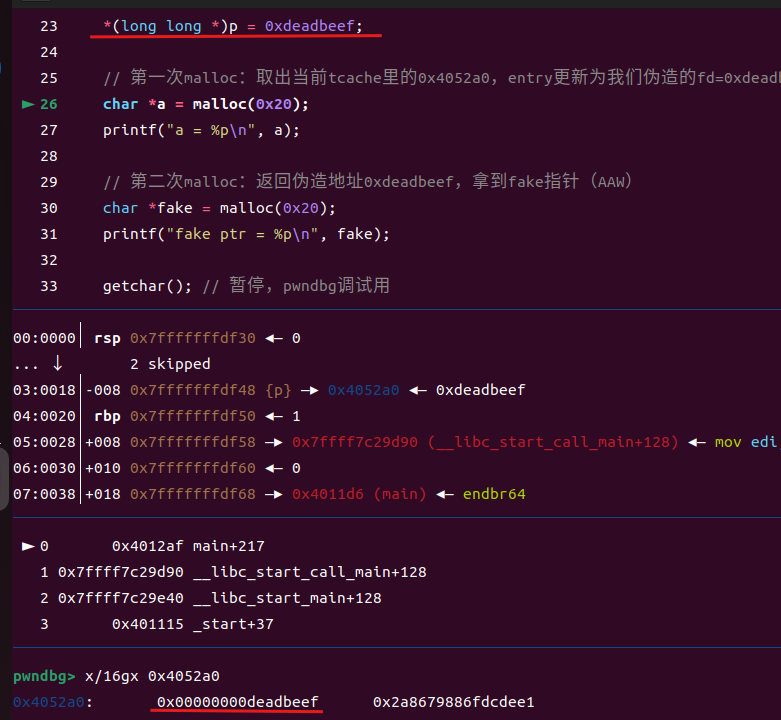 23 *(long long *)p = 0xdeadbeef;
24
25 // 第一次malloc：取出当前tcache里的0x4052a0，entry更新为我们伪造的fd=0xdead
► 26 char *a = malloc(0x20);
27 printf("a = %p\n", a);
28
29 // 第二次malloc：返回伪造地址0xdeadbeef，拿到fake指针（AAW）
30 char *fake = malloc(0x20);
31 printf("fake ptr = %p\n", fake);
32
33 getchar(); // 暂停，pwndbg调试用
00:0000│ rsp 0x7fffffffdf30 ◄— 0
... ↓ 2 skipped
03:0018│-008 0x7fffffffdf48 {p} —► 0x4052a0 ◄— 0xdeadbeef
04:0020│ rbp 0x7fffffffdf50 ◄— 1
05:0028│+008 0x7fffffffdf58 —► 0x7ffff7c29d90 (__libc_start_call_main+128) ◄— mov edi
06:0030│+010 0x7fffffffdf60 ◄— 0
07:0038│+018 0x7fffffffdf68 —► 0x4011d6 (main) ◄— endbr64
► 0 0x4012af main+217
1 0x7ffff7c29d90 __libc_start_call_main+128
2 0x7ffff7c29e40 __libc_start_main+128
3 0x401115 _start+37
pwndbg> x/16gx 0x4052a0
0x4052a0: 0x00000000deadbeef 0x2a8679886fdcdee1